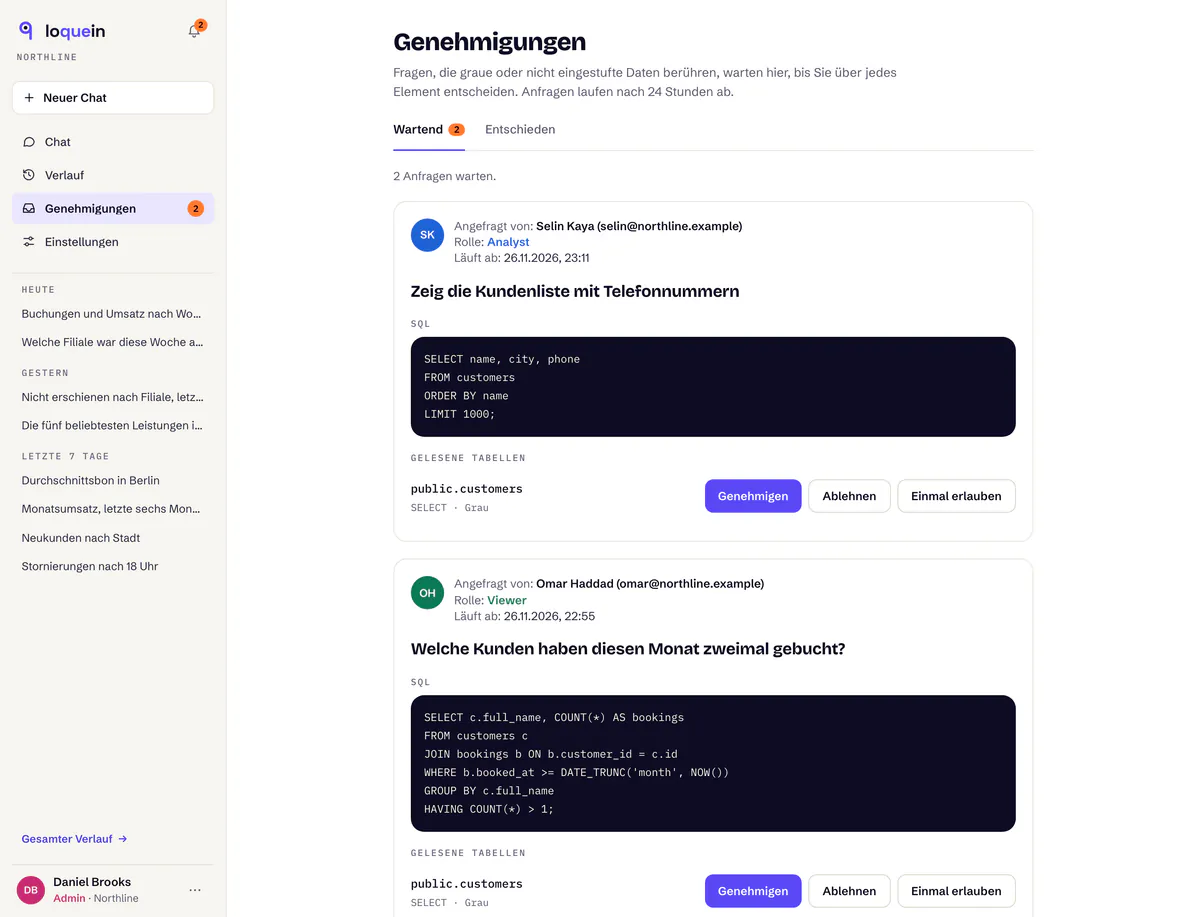 loquein
2
NORTHLINE
+ Neuer Chat
Chat
Verlauf
Genehmigungen 2
Einstellungen
HEUTE
Buchungen und Umsatz nach Wo...
Welche Filiale war diese Woche a...
GESTERN
Nicht erschienen nach Filiale, letz...
Die fünf beliebtesten Leistungen i...
LETZTE 7 TAGE
Durchschnittsbon in Berlin
Monatsumsatz, letzte sechs Mon...
Neukunden nach Stadt
Stornierungen nach 18 Uhr
Gesamter Verlauf →
DB
Daniel Brooks
Admin · Northline
...
Genehmigungen
Fragen, die graue oder nicht eingestufte Daten berühren, warten hier, bis Sie über jedes
Element entscheiden. Anfragen laufen nach 24 Stunden ab.
Wartend 2 Entschieden
2 Anfragen warten.
SK
Angefragt von: Selin Kaya (selin@northline.example)
Rolle: Analyst
Läuft ab: 26.11.2026, 23:11
Zeig die Kundenliste mit Telefonnummern
SQL
SELECT name, city, phone
FROM customers
ORDER BY name
LIMIT 1000;
GELESENE TABELLEN
public.customers
SELECT · Grau
Genehmigen Ablehnen Einmal erlauben
OH
Angefragt von: Omar Haddad (omar@northline.example)
Rolle: Viewer
Läuft ab: 26.11.2026, 22:55
Welche Kunden haben diesen Monat zweimal gebucht?
SQL
SELECT c.full_name, COUNT(*) AS bookings
FROM customers c
JOIN bookings b ON b.customer_id = c.id
WHERE b.booked_at >= DATE_TRUNC('month', NOW())
GROUP BY c.full_name
HAVING COUNT(*) > 1;
GELESENE TABELLEN
public.customers
SELECT · Grau
Genehmigen Ablehnen Einmal erlauben